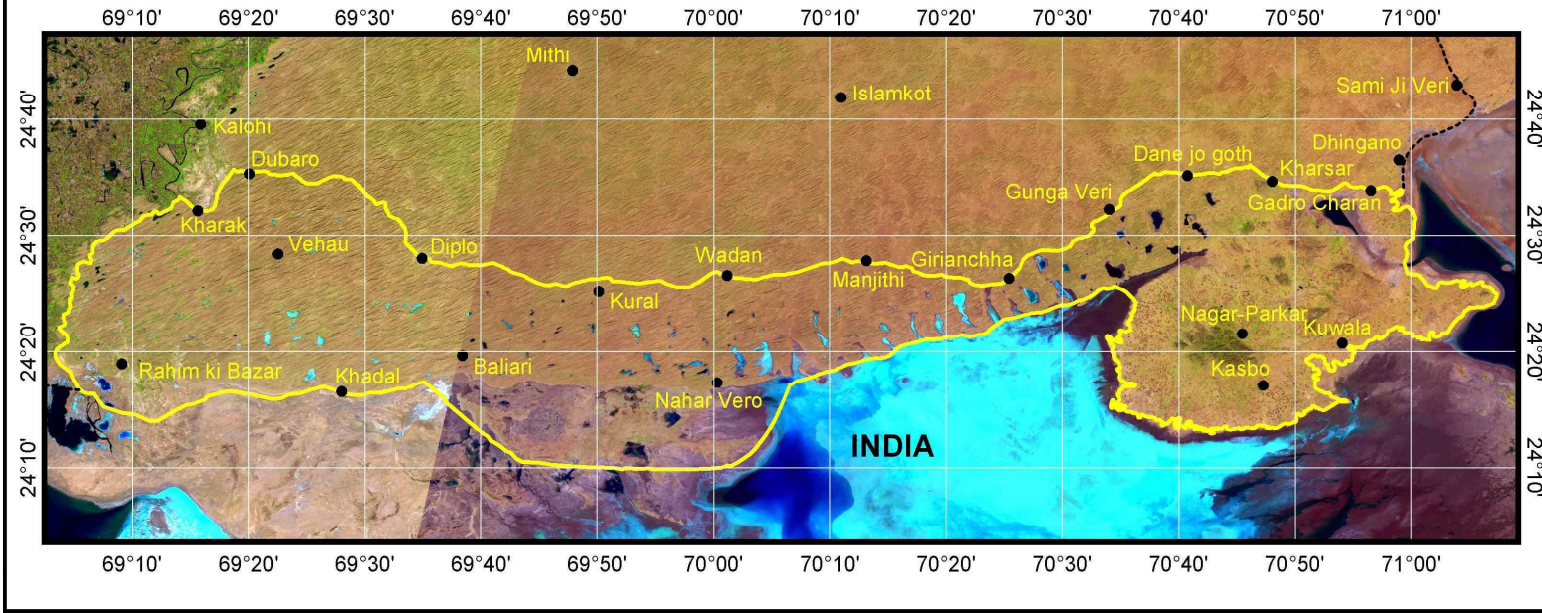 69°10' 69°20' 69°30' 69°40' 69°50' 70°00' 70°10' 70°20' 70°30' 70°40' 70°50' 71°00'
Mithi
Sami Ji Veri
Islamkot
24°40' 24°40'
Kalohi
Dhingano
Dubaro
Dane jo goth
Kharsar
Gunga Veri
Gadro Charan
Kharak
24°30' 24°30'
Vehau
Diplo
Wadan
Girianchha
Manjithi
Kural
Nagar-Parkar
Kuwala
24°20' 24°20'
Rahim ki Bazar
Khadal
Baliari
Kasbo
Nahar Vero
INDIA
24°10' 24°10'
69°10' 69°20' 69°30' 69°40' 69°50' 70°00' 70°10' 70°20' 70°30' 70°40' 70°50' 71°00'